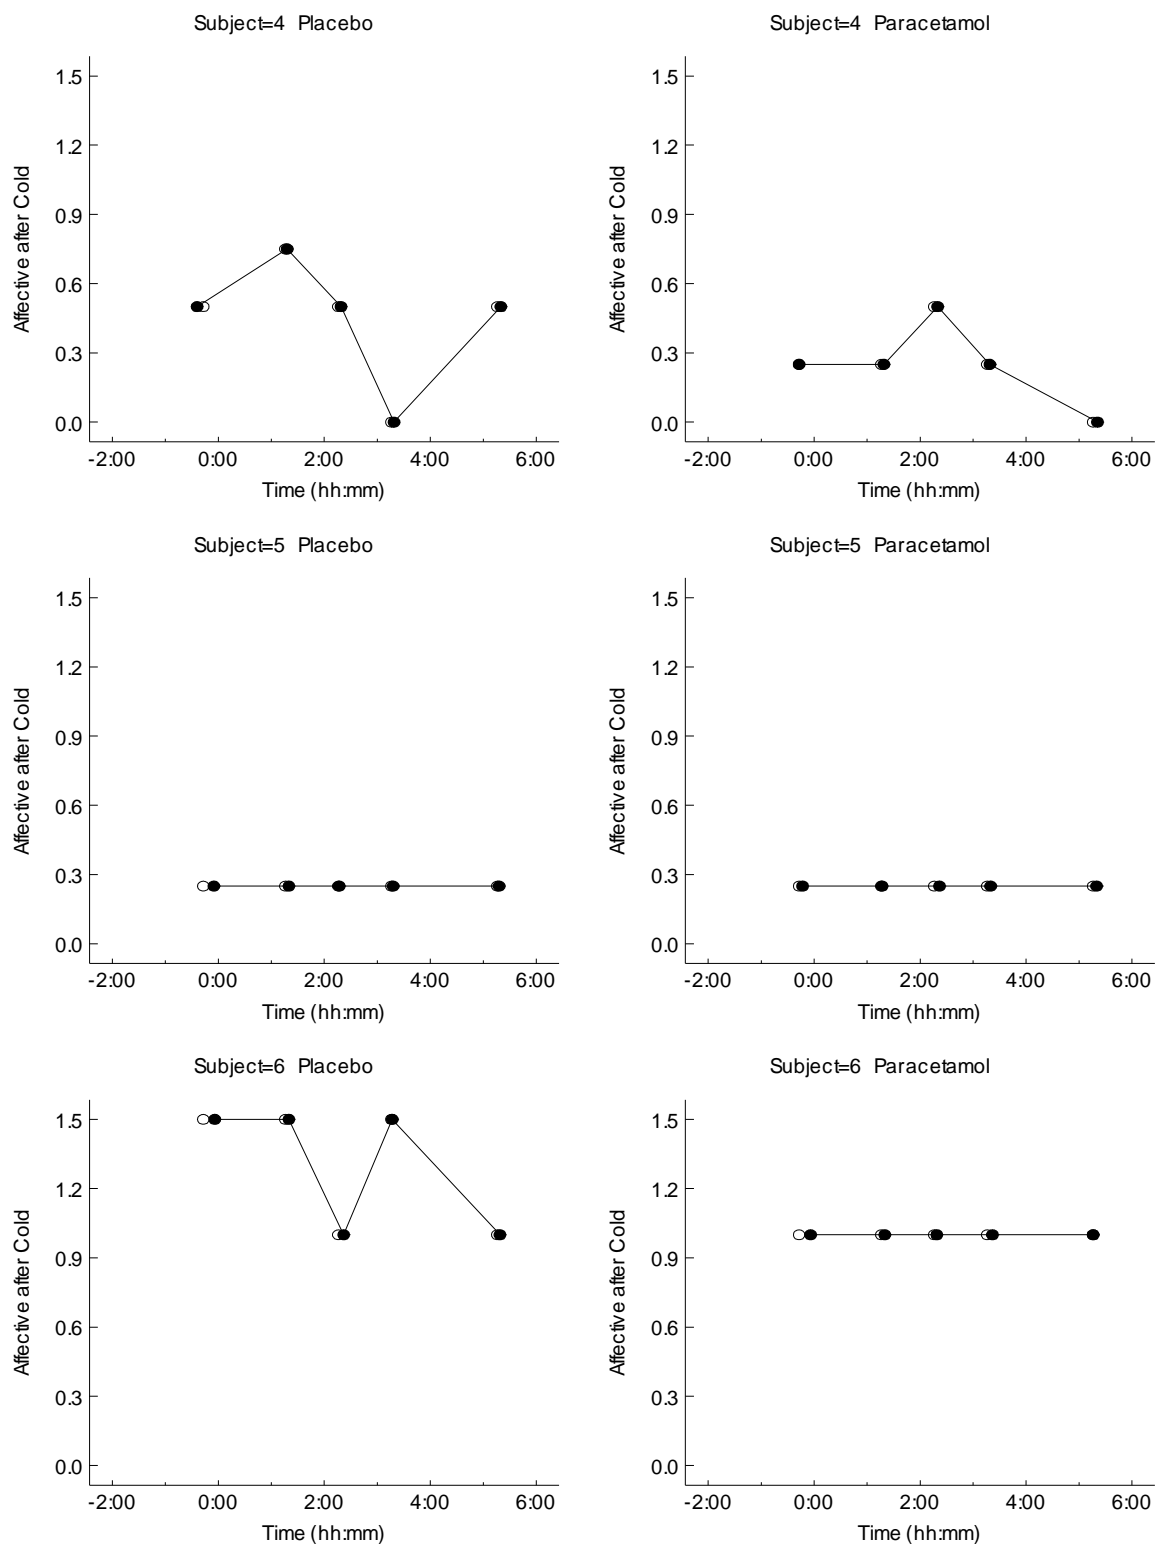 Subject=4 Placebo
1.5
1.2
0.9
0.6
0.3
0.0
Affective after Cold
-2:00 0:00 2:00 4:00 6:00
Time (hh:mm)
Subject=4 Paracetamol
1.5
1.2
0.9
0.6
0.3
0.0
Affective after Cold
-2:00 0:00 2:00 4:00 6:00
Time (hh:mm)
Subject=5 Placebo
1.5
1.2
0.9
0.6
0.3
0.0
Affective after Cold
-2:00 0:00 2:00 4:00 6:00
Time (hh:mm)
Subject=5 Paracetamol
1.5
1.2
0.9
0.6
0.3
0.0
Affective after Cold
-2:00 0:00 2:00 4:00 6:00
Time (hh:mm)
Subject=6 Placebo
1.5
1.2
0.9
0.6
0.3
0.0
Affective after Cold
-2:00 0:00 2:00 4:00 6:00
Time (hh:mm)
Subject=6 Paracetamol
1.5
1.2
0.9
0.6
0.3
0.0
Affective after Cold
-2:00 0:00 2:00 4:00 6:00
Time (hh:mm)